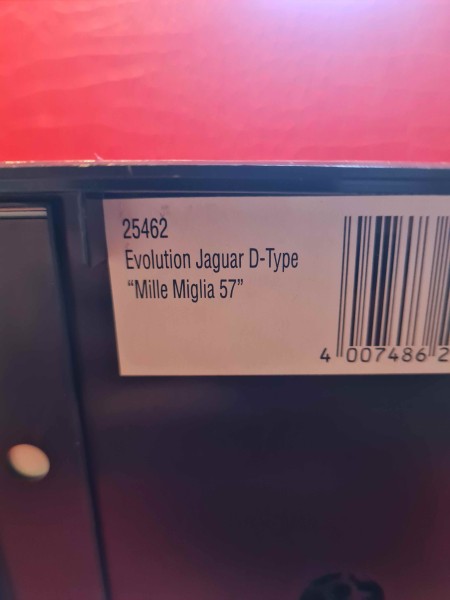 25462
Evolution Jaguar D-Type
“Mille Miglia 57”
4 007486 2